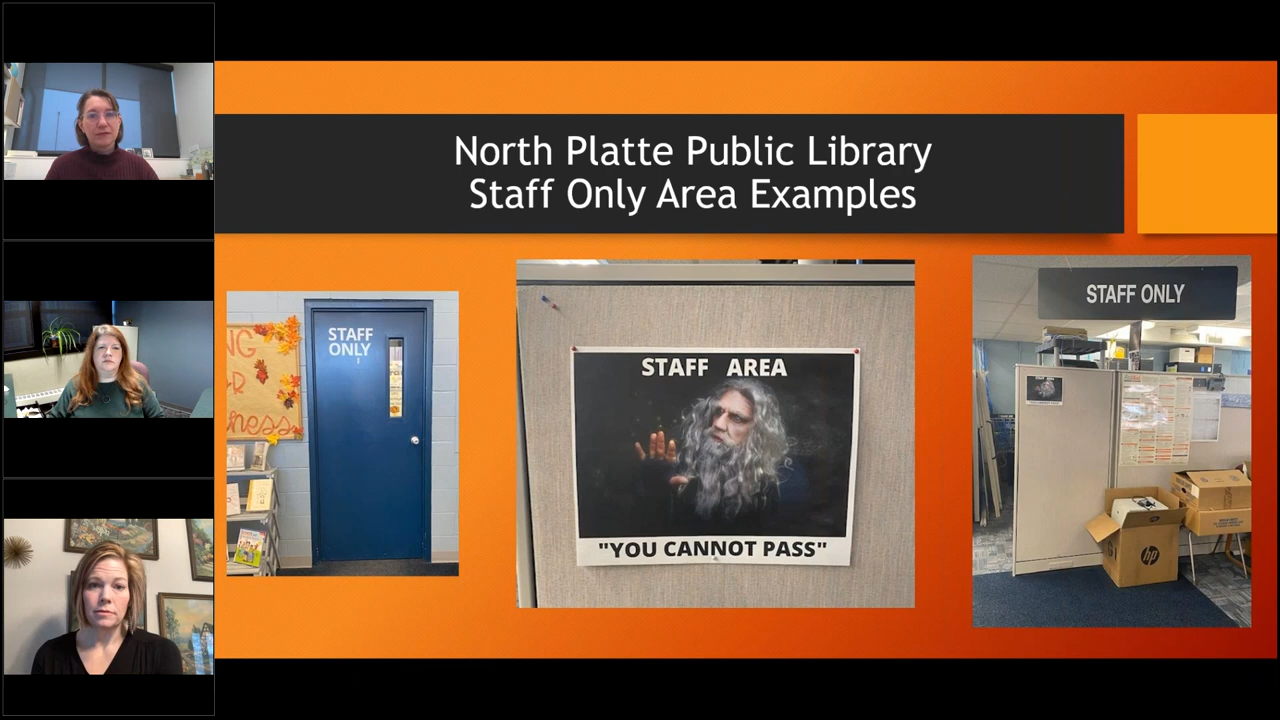 North Platte Public Library
Staff Only Area Examples
STAFF
ONLY
STAFF AREA
"YOU CANNOT PASS"
STAFF ONLY
hp